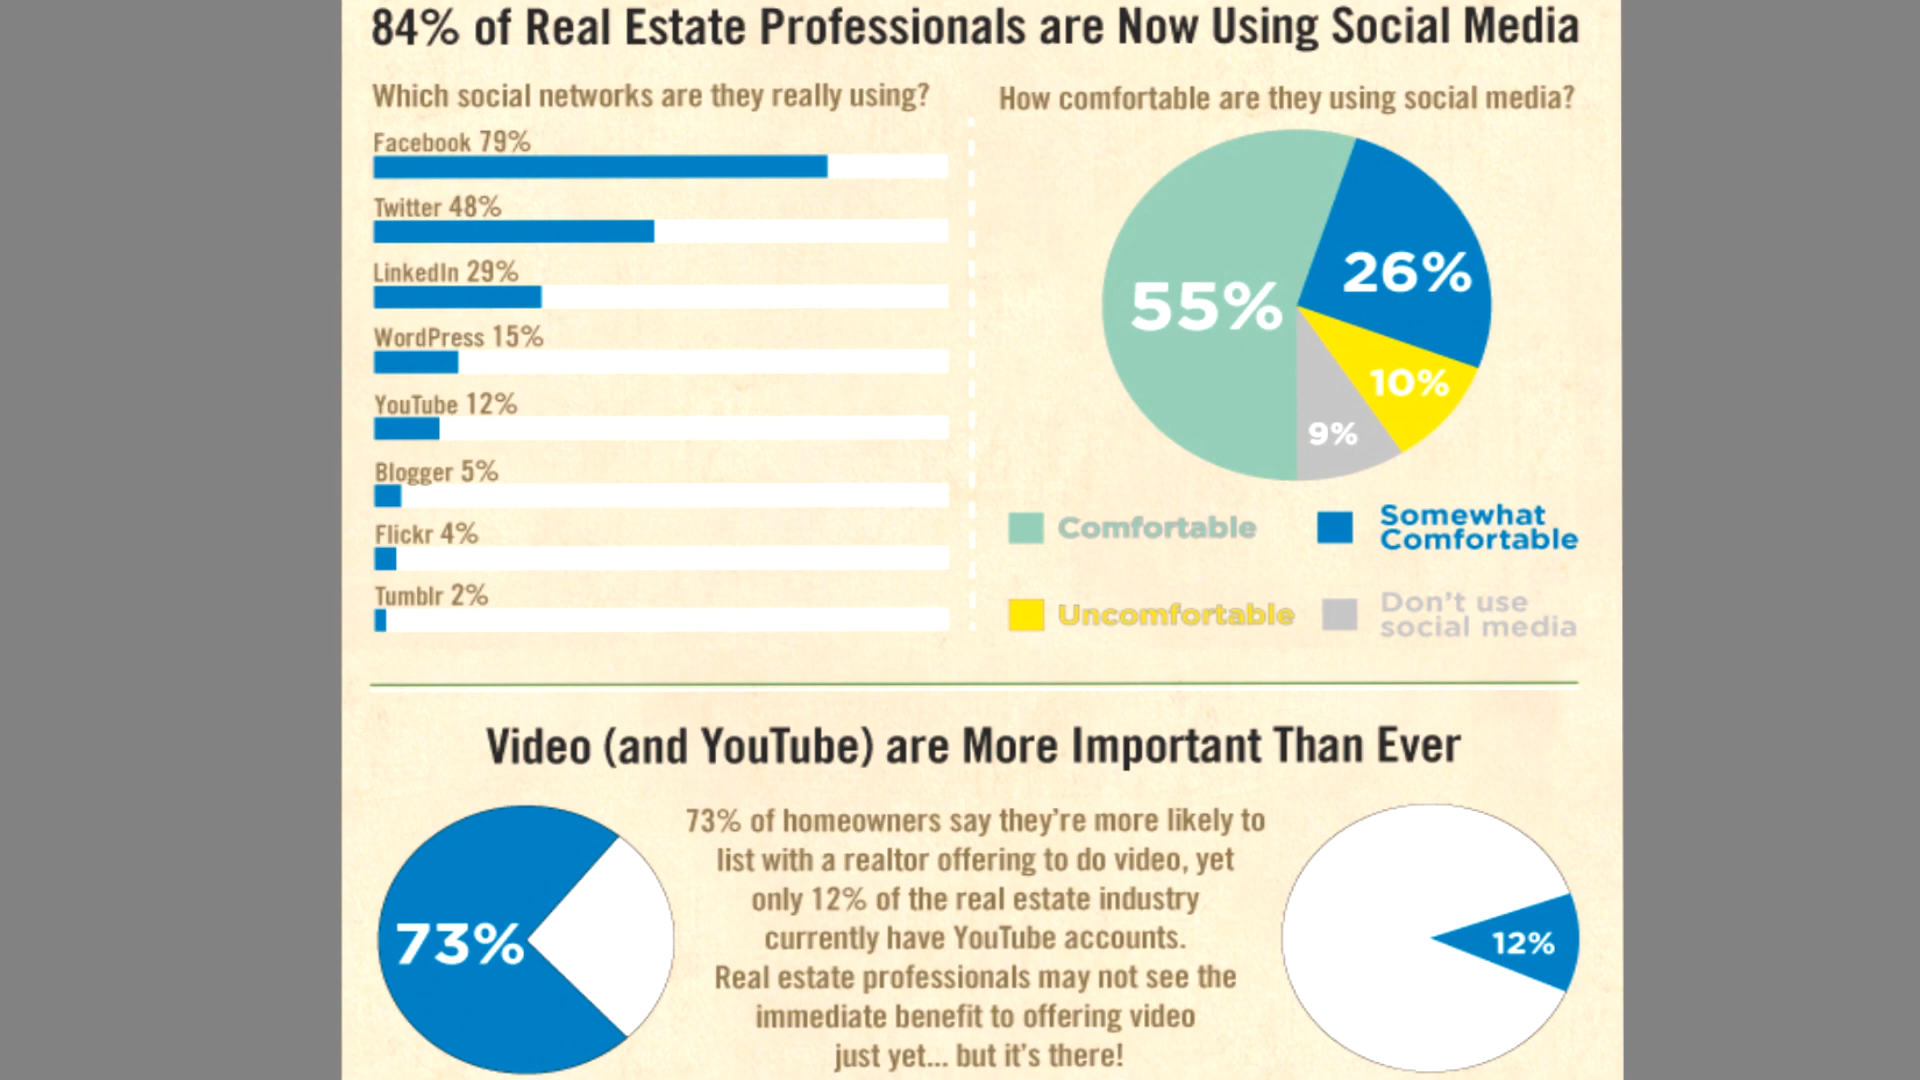 84% of Real Estate Professionals are Now Using Social Media
Which social networks are they really using?
Facebook 79%
Twitter 48%
LinkedIn 29%
WordPress 15%
YouTube 12%
Blogger 5%
Flickr 4%
Tumblr 2%
How comfortable are they using social media?
55%
26%
10%
9%
Comfortable
Somewhat
Comfortable
Uncomfortable
Don't use
social media
Video (and YouTube) are More Important Than Ever
73%
73% of homeowners say they're more likely to
list with a realtor offering to do video, yet
only 12% of the real estate industry
currently have YouTube accounts.
Real estate professionals may not see the
immediate benefit to offering video
just yet... but it's there!
12%